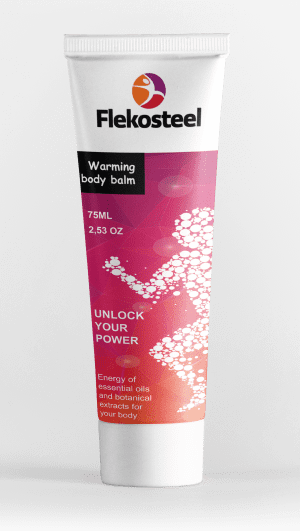 Flekosteel
Warming
body balm
75ML
2,53 OZ
UNLOCK
YOUR
POWER
Energy of
essential oils
and botanical
extracts for
your body